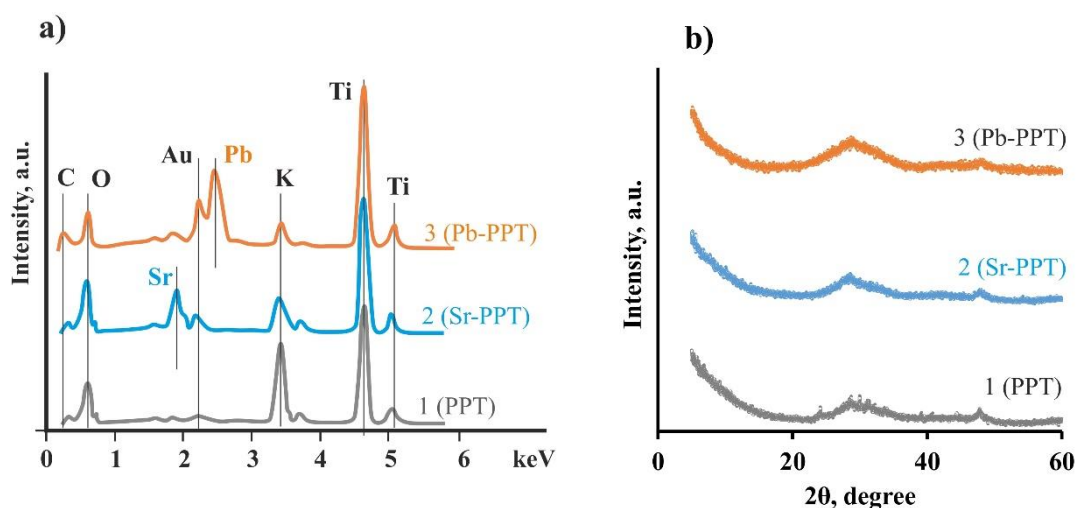 a)
Intensity, a.u.
C
O
Au
Pb
K
Ti
Ti
Sr
3 (Pb-PPT)
2 (Sr-PPT)
1 (PPT)
0 1 2 3 4 5 6 keV
b)
Intensity, a.u.
3 (Pb-PPT)
2 (Sr-PPT)
1 (PPT)
0 20 40 60
2θ, degree